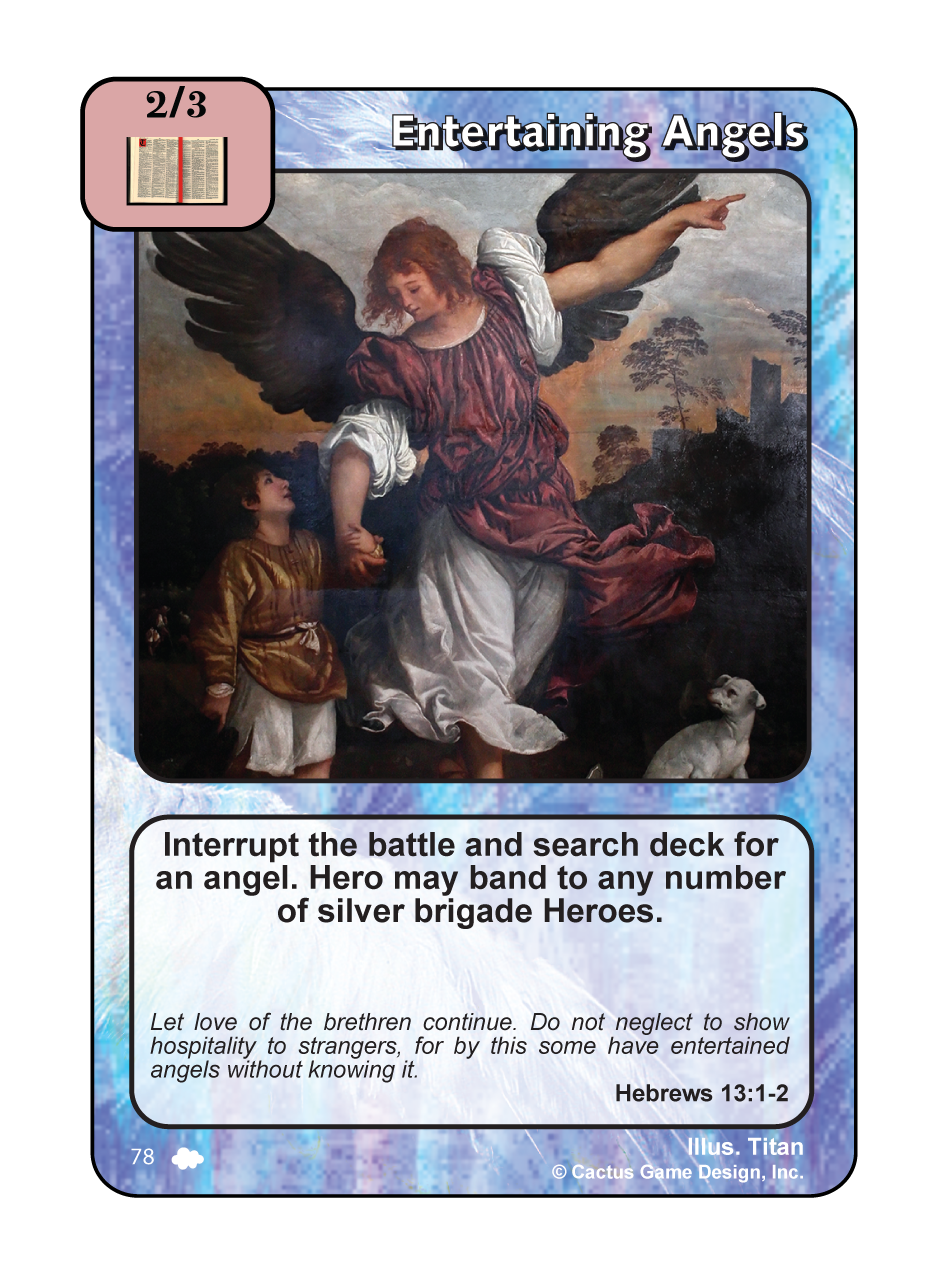 2/3
Entertaining Angels
Interrupt the battle and search deck for
an angel. Hero may band to any number
of silver brigade Heroes.
Let love of the brethren continue. Do not neglect to show
hospitality to strangers, for by this some have entertained
angels without knowing it.
Hebrews 13:1-2
78
Illus. Titan
© Cactus Game Design, Inc.